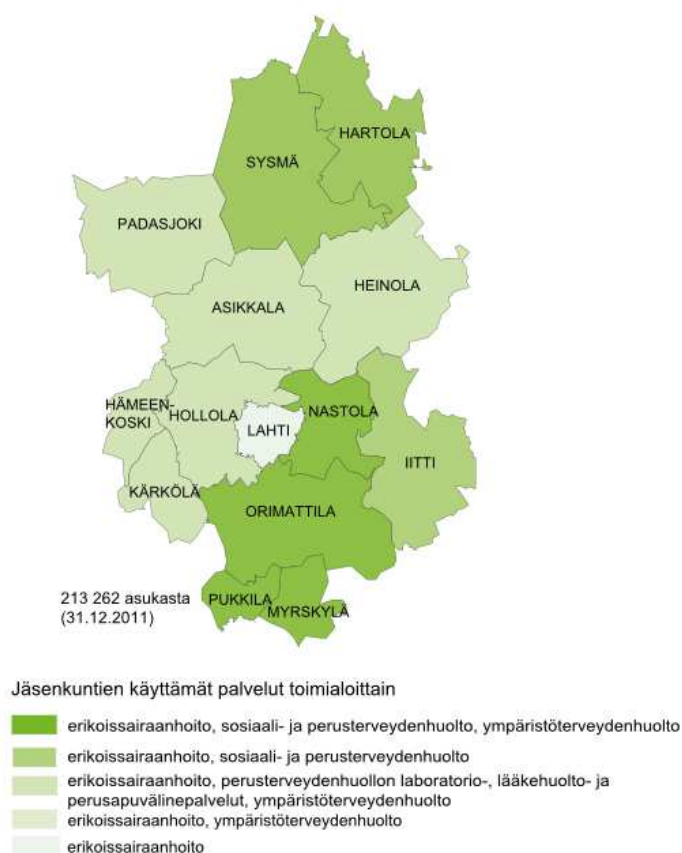 HARTOLA
SYSMÄ
PADASJOKI
HEINOLA
ASIKKALA
HÄMEEN-
KOSKI
HOLLOLA
NASTOLA
LAHTI
IITTI
KÄRKÖLÄ
ORIMATTILA
213 262 asukasta
(31.12.2011)
PUKKILA
MYRSKYLÄ
Jäsenkuntien käyttämät palvelut toimialoittain
erikoissairaanhoito, sosiaali- ja perusterveydenhuolto, ympäristöterveydenhuolto
erikoissairaanhoito, sosiaali- ja perusterveydenhuolto
erikoissairaanhoito, perusterveydenhuollon laboratorio-, lääkehuolto- ja
perusapuvälinepalvelut, ympäristöterveydenhuolto
erikoissairaanhoito, ympäristöterveydenhuolto
erikoissairaanhoito